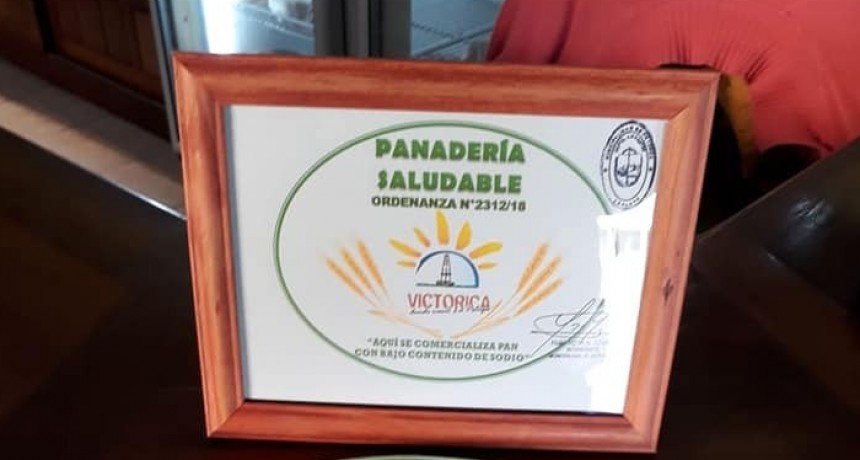 PANADERÍA
SALUDABLE
ORDENANZA N°2312/18
VICTORICA
"AQUÍ SE COMERCIALIZA PAN
CON BAJO CONTENIDO DE SODIO"